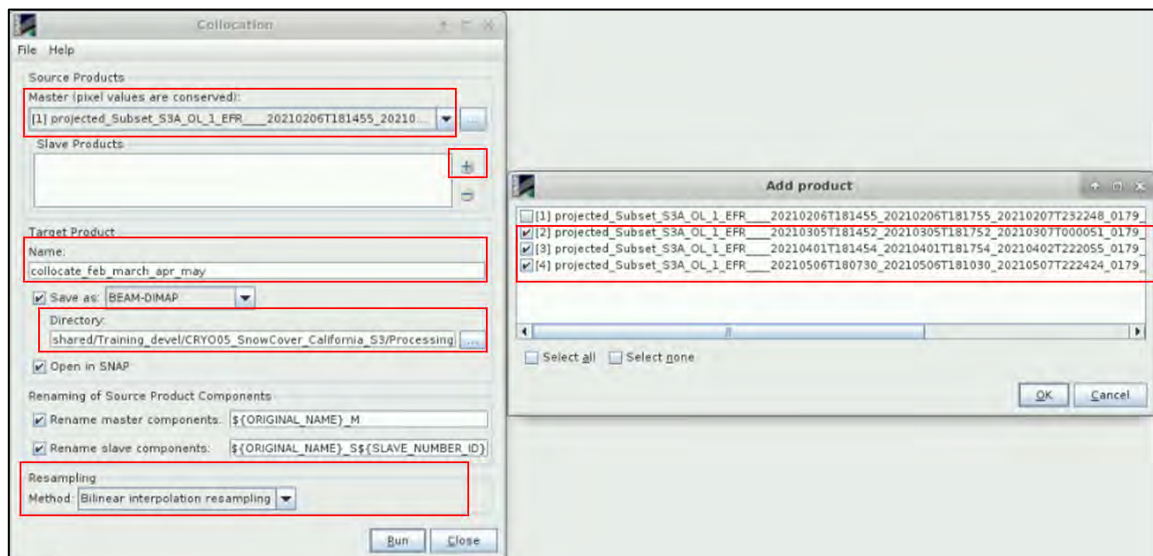 Collocation
File Help
Source Products
Master (pixel values are conserved):
[1] projected_Subset_S3A_OL_1_EFR____20210206T181455_20210... ...
Slave Products
Target Product
Name:
collocate_feb_march_apr_may
Save as: BEAM-DIMAP
Directory:
shared/Training_devel/CRYO05_SnowCover_California_S3/Processing ...
Open in SNAP
Renaming of Source Product Components
Rename master components: ${ORIGINAL_NAME}_M
Rename slave components: ${ORIGINAL_NAME}_S${SLAVE_NUMBER_ID}
Resampling
Method: Bilinear interpolation resampling
Run Close
Add product
[1] projected_Subset_S3A_OL_1_EFR____20210206T181455_20210206T181755_20210207T232248_0179_
[2] projected_Subset_S3A_OL_1_EFR____20210305T181452_20210305T181752_20210307T000051_0179_
[3] projected_Subset_S3A_OL_1_EFR____20210401T181454_20210401T181754_20210402T222055_0179_
[4] projected_Subset_S3A_OL_1_EFR____20210506T180730_20210506T181030_20210507T222424_0179_
Select all Select none
OK Cancel